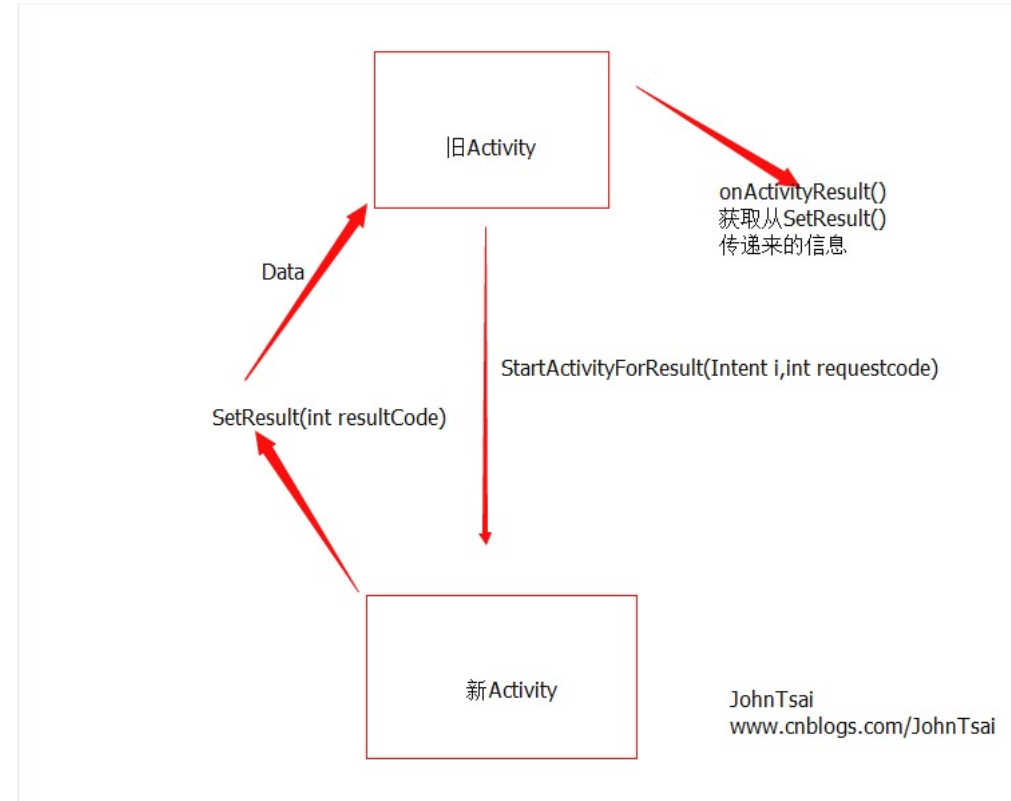 旧Activity
onActivityResult()
获取从SetResult()
传递来的信息
Data
StartActivityForResult(Intent i,int requestcode)
SetResult(int resultCode)
新Activity
JohnTsai
www.cnblogs.com/JohnTsai